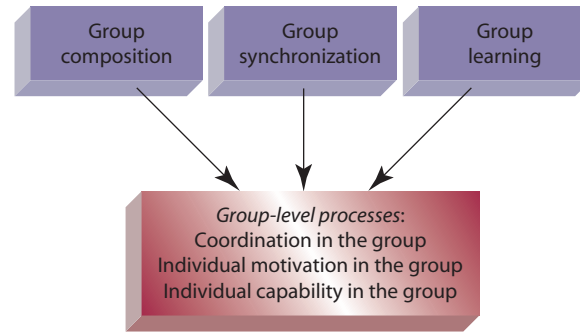 Group
composition
Group
synchronization
Group
learning
Group-level processes:
Coordination in the group
Individual motivation in the group
Individual capability in the group